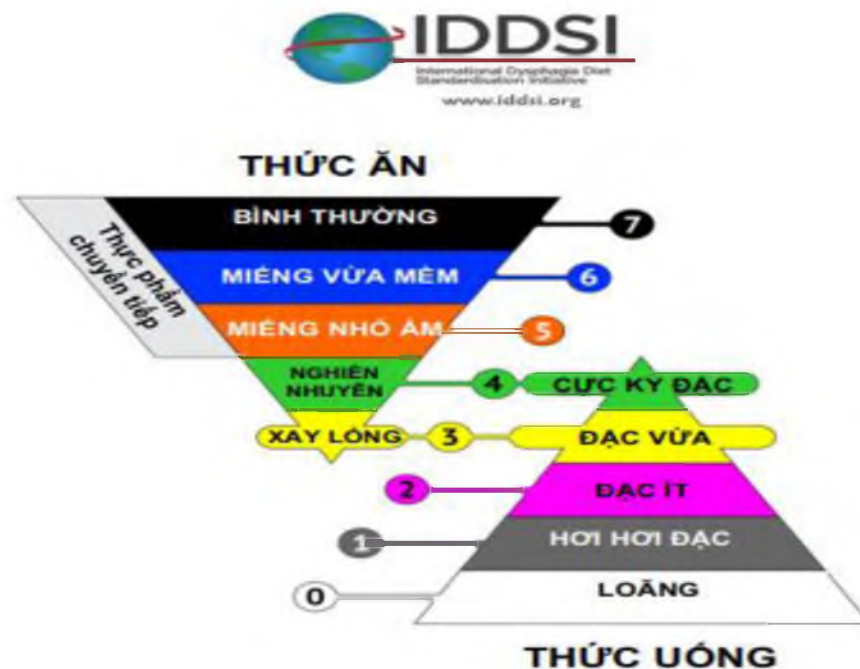 IDDSI
International Dysphagia Diet
Standardisation Initiative
www.iddsi.org
THỨC ĂN
Thực phẩm
chuyển tiếp
BÌNH THƯỜNG
7
MIẾNG VỪA MỀM
6
MIẾNG NHỎ ẨM
5
NGHIỀN
NHUYỄN
4
CỰC KỲ ĐẶC
XAY LỎNG
3
ĐẶC VỪA
2
ĐẶC ÍT
1
HƠI HƠI ĐẶC
0
LOÃNG
THỨC UỐNG